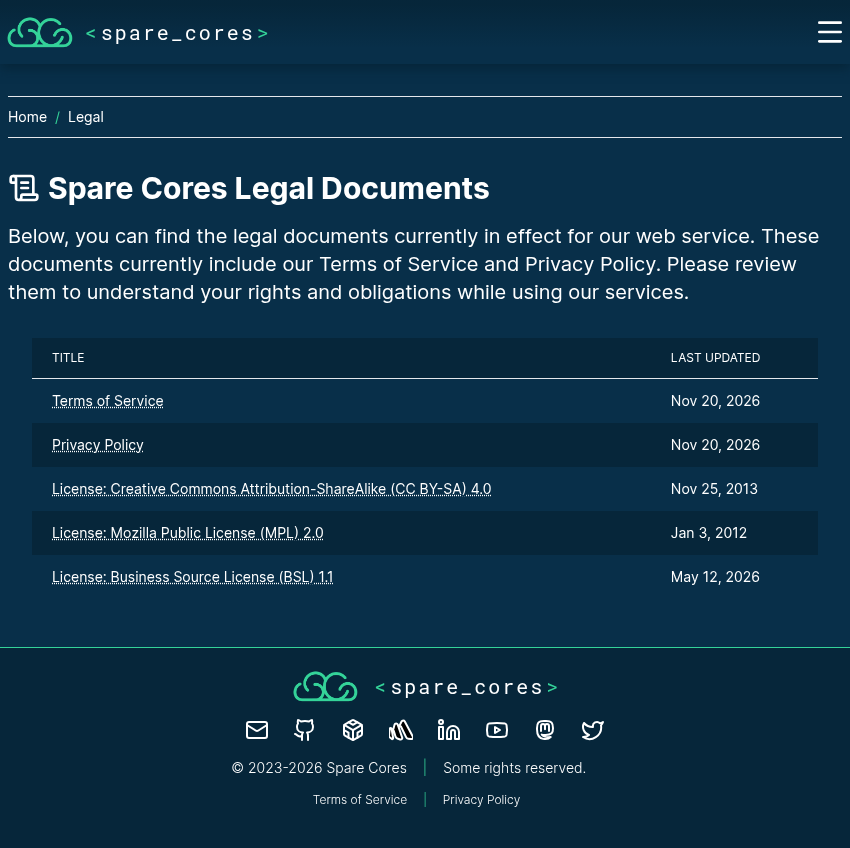 <spare_cores>
Home / Legal
Spare Cores Legal Documents
Below, you can find the legal documents currently in effect for our web service. These
documents currently include our Terms of Service and Privacy Policy. Please review
them to understand your rights and obligations while using our services.
TITLE LAST UPDATED
Terms of Service Nov 20, 2026
Privacy Policy Nov 20, 2026
License: Creative Commons Attribution-ShareAlike (CC BY-SA) 4.0 Nov 25, 2013
License: Mozilla Public License (MPL) 2.0 Jan 3, 2012
License: Business Source License (BSL) 1.1 May 12, 2026
<spare_cores>
© 2023-2026 Spare Cores | Some rights reserved.
Terms of Service | Privacy Policy